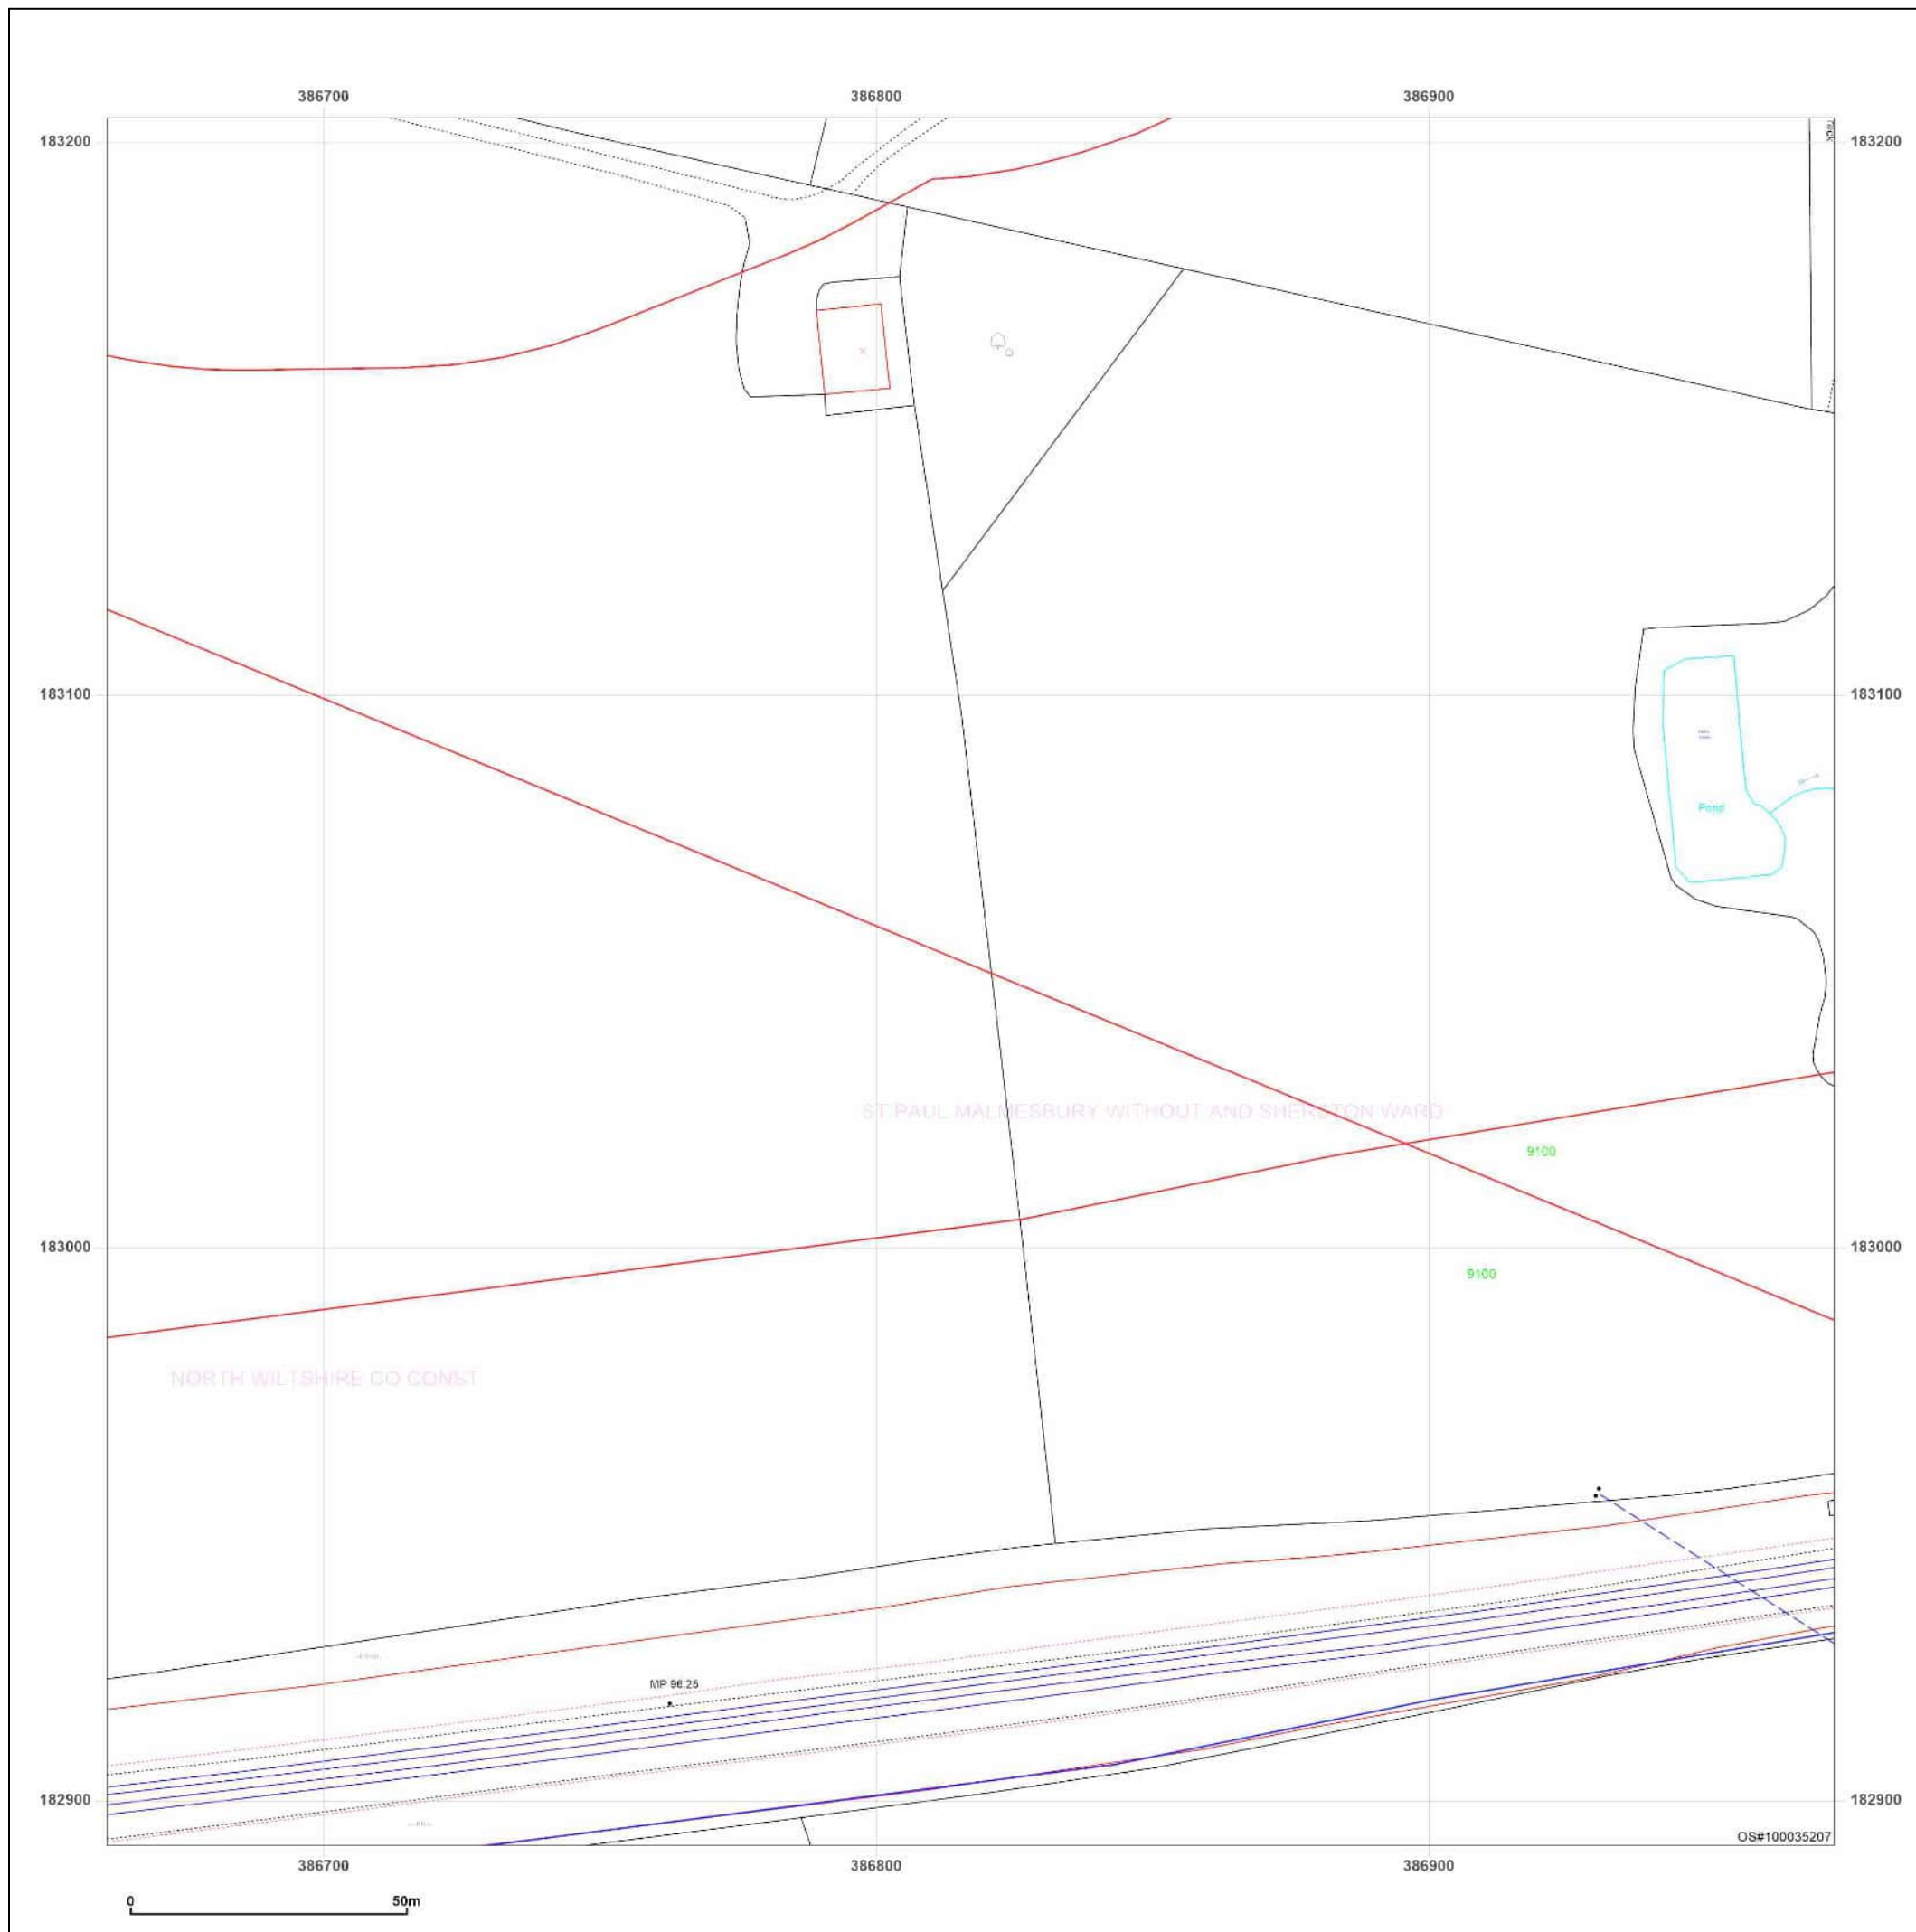 386700 386800 386900
183200 183200
183100 183100
Pond
ST PAUL MALMESBURY WITHOUT AND SHERSTON WARD
9100
183000 183000
9100
NORTH WILTSHIRE CO CONST
MP 96.25
182900 182900
OS#100035207
386700 386800 386900
0 50m